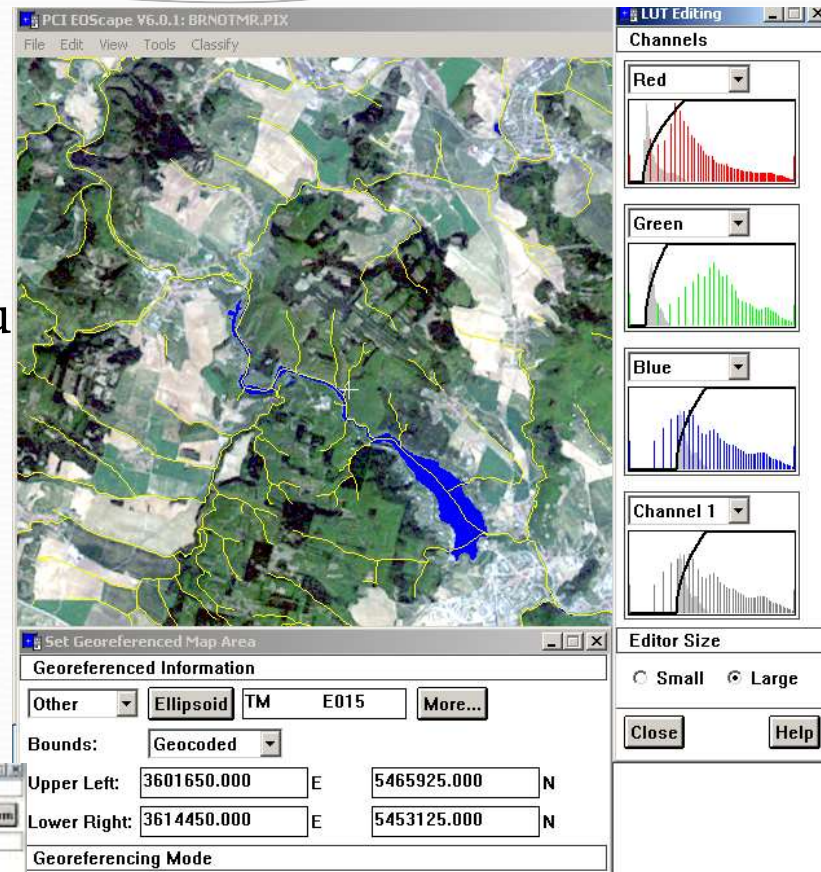 PCI EOScape V6.0.1: BRNOTMR.PIX
File Edit View Tools Classify
u
LUT Editing
Channels
Red
Green
Blue
Channel 1
Editor Size
Small Large
Close Help
Set Georeferenced Map Area
Georeferenced Information
Other Ellipsoid TM E015 More...
Bounds: Geocoded
Upper Left: 3601650.000 E 5465925.000 N
Lower Right: 3614450.000 E 5453125.000 N
Georeferencing Mode